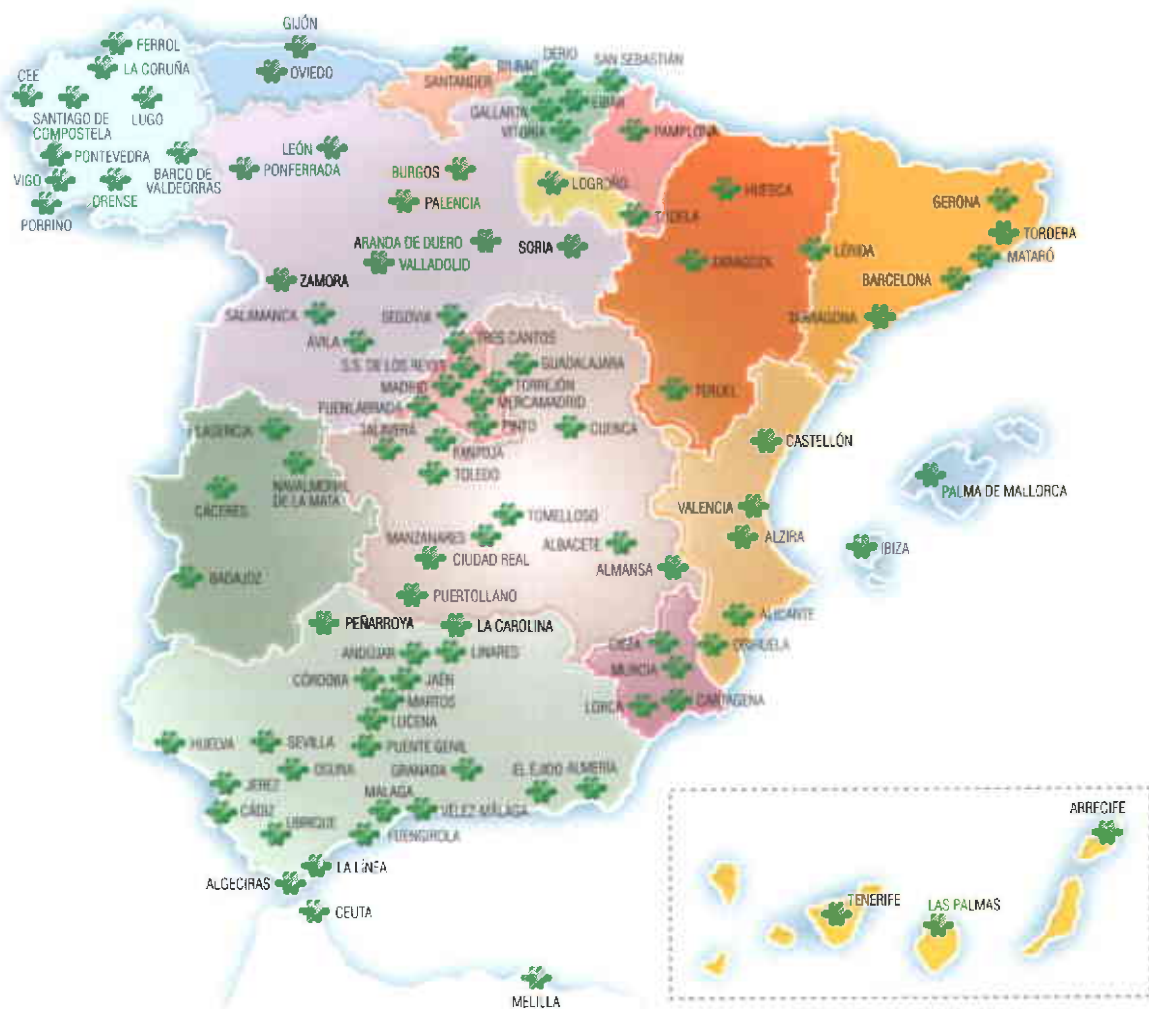 GIJÓN
FERROL
LA CORUÑA
CEE
OVIEDO
SANTANDER
BILBAO
DERIO
SAN SEBASTIÁN
SANTIAGO DE
COMPOSTELA
LUGO
GALLARTA
EIBAR
VITORIA
PAMPLONA
LEÓN
PONTEVEDRA
BARCO DE
VALDEORRAS
PONFERRADA
BURGOS
VIGO
ORENSE
PORRINO
PALENCIA
LOGROÑO
TUDELA
HUESCA
GERONA
TORDERA
ARANDA DE DUERO
SORIA
VALLADOLID
ZARAGOZA
LÉRIDA
MATARÓ
ZAMORA
BARCELONA
SALAMANCA
SEGOVIA
TARRAGONA
ÁVILA
TRES CANTOS
S.S. DE LOS REYES
GUADALAJARA
MADRID
TORREJÓN
MERCAMADRID
TERUEL
FUENLABRADA
PINTO
CUENCA
PLASENCIA
TALAVERA
PANTOJA
CASTELLÓN
TOLEDO
NAVALMORAL
DE LA MATA
CÁCERES
PALMA DE MALLORCA
VALENCIA
TOMELLOSO
MANZANARES
ALBACETE
ALZIRA
IBIZA
CIUDAD REAL
ALMANSA
BADAJOZ
PUERTOLLANO
PEÑARROYA
LA CAROLINA
ALICANTE
ANDÚJAR
LINARES
CIEZA
ORIHUELA
MURCIA
CÓRDOBA
JAÉN
MARTOS
LORCA
CARTAGENA
LUCENA
HUELVA
SEVILLA
PUENTE GENIL
OSUNA
GRANADA
EL EJIDO
ALMERÍA
JEREZ
MÁLAGA
CÁDIZ
UBRIQUE
VÉLEZ-MÁLAGA
FUENGIROLA
ARRECIFE
LA LÍNEA
ALGECIRAS
CEUTA
TENERIFE
LAS PALMAS
MELILLA